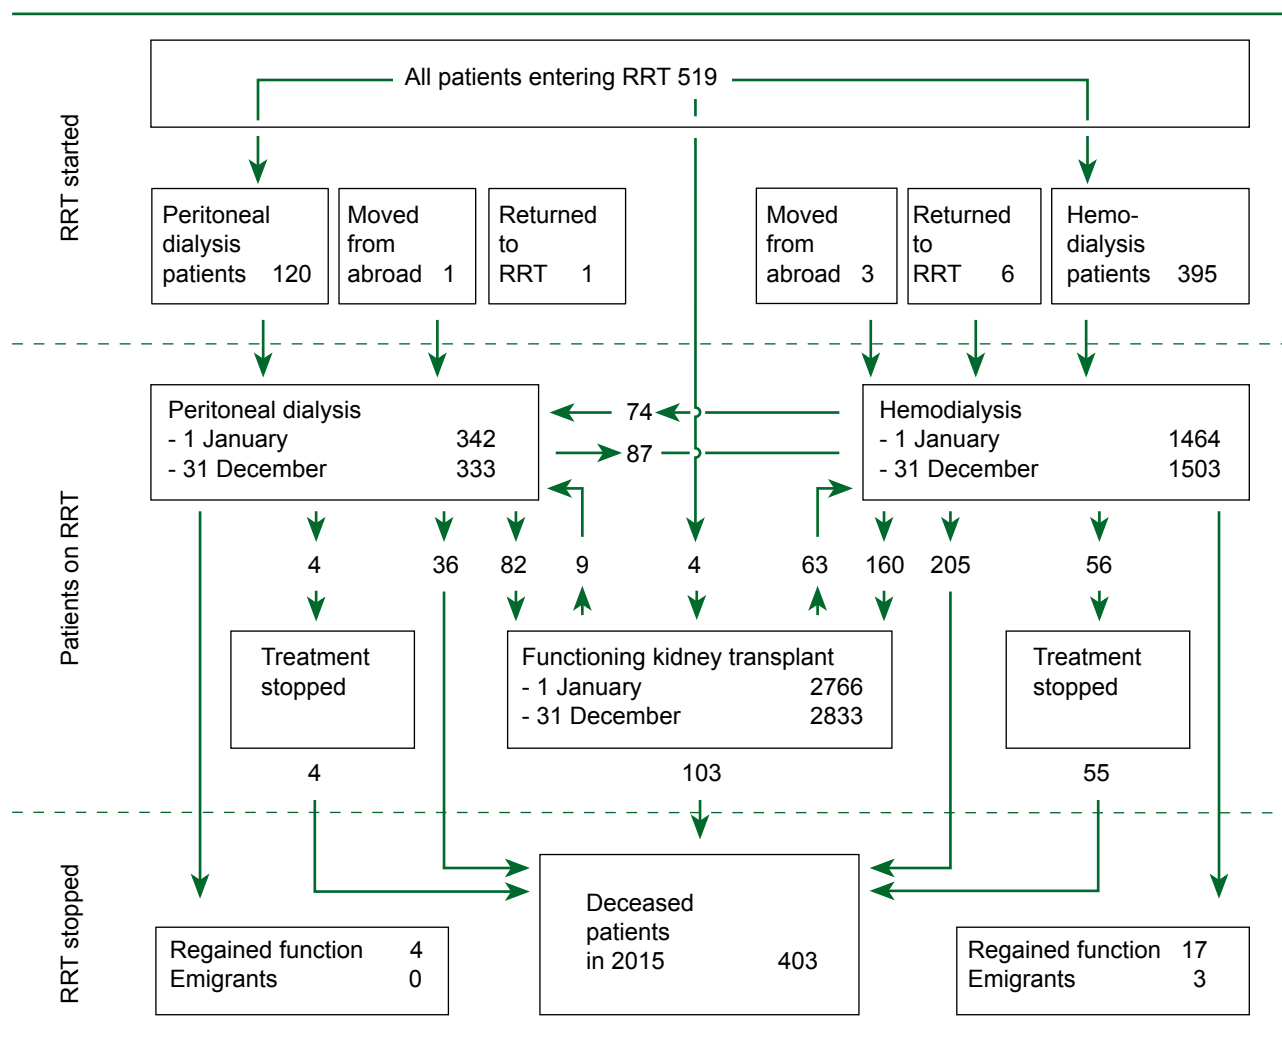 All patients entering RRT 519
RRT started
Peritoneal
dialysis
patients 120
Moved
from
abroad 1
Returned
to
RRT 1
Moved
from
abroad 3
Returned
to
RRT 6
Hemo-
dialysis
patients 395
Patients on RRT
Peritoneal dialysis
- 1 January 342
- 31 December 333
74
87
Hemodialysis
- 1 January 1464
- 31 December 1503
4 36 82 9 4 63 160 205 56
Treatment
stopped
Functioning kidney transplant
- 1 January 2766
- 31 December 2833
Treatment
stopped
4 103 55
RRT stopped
Regained function 4
Emigrants 0
Deceased
patients
in 2015 403
Regained function 17
Emigrants 3